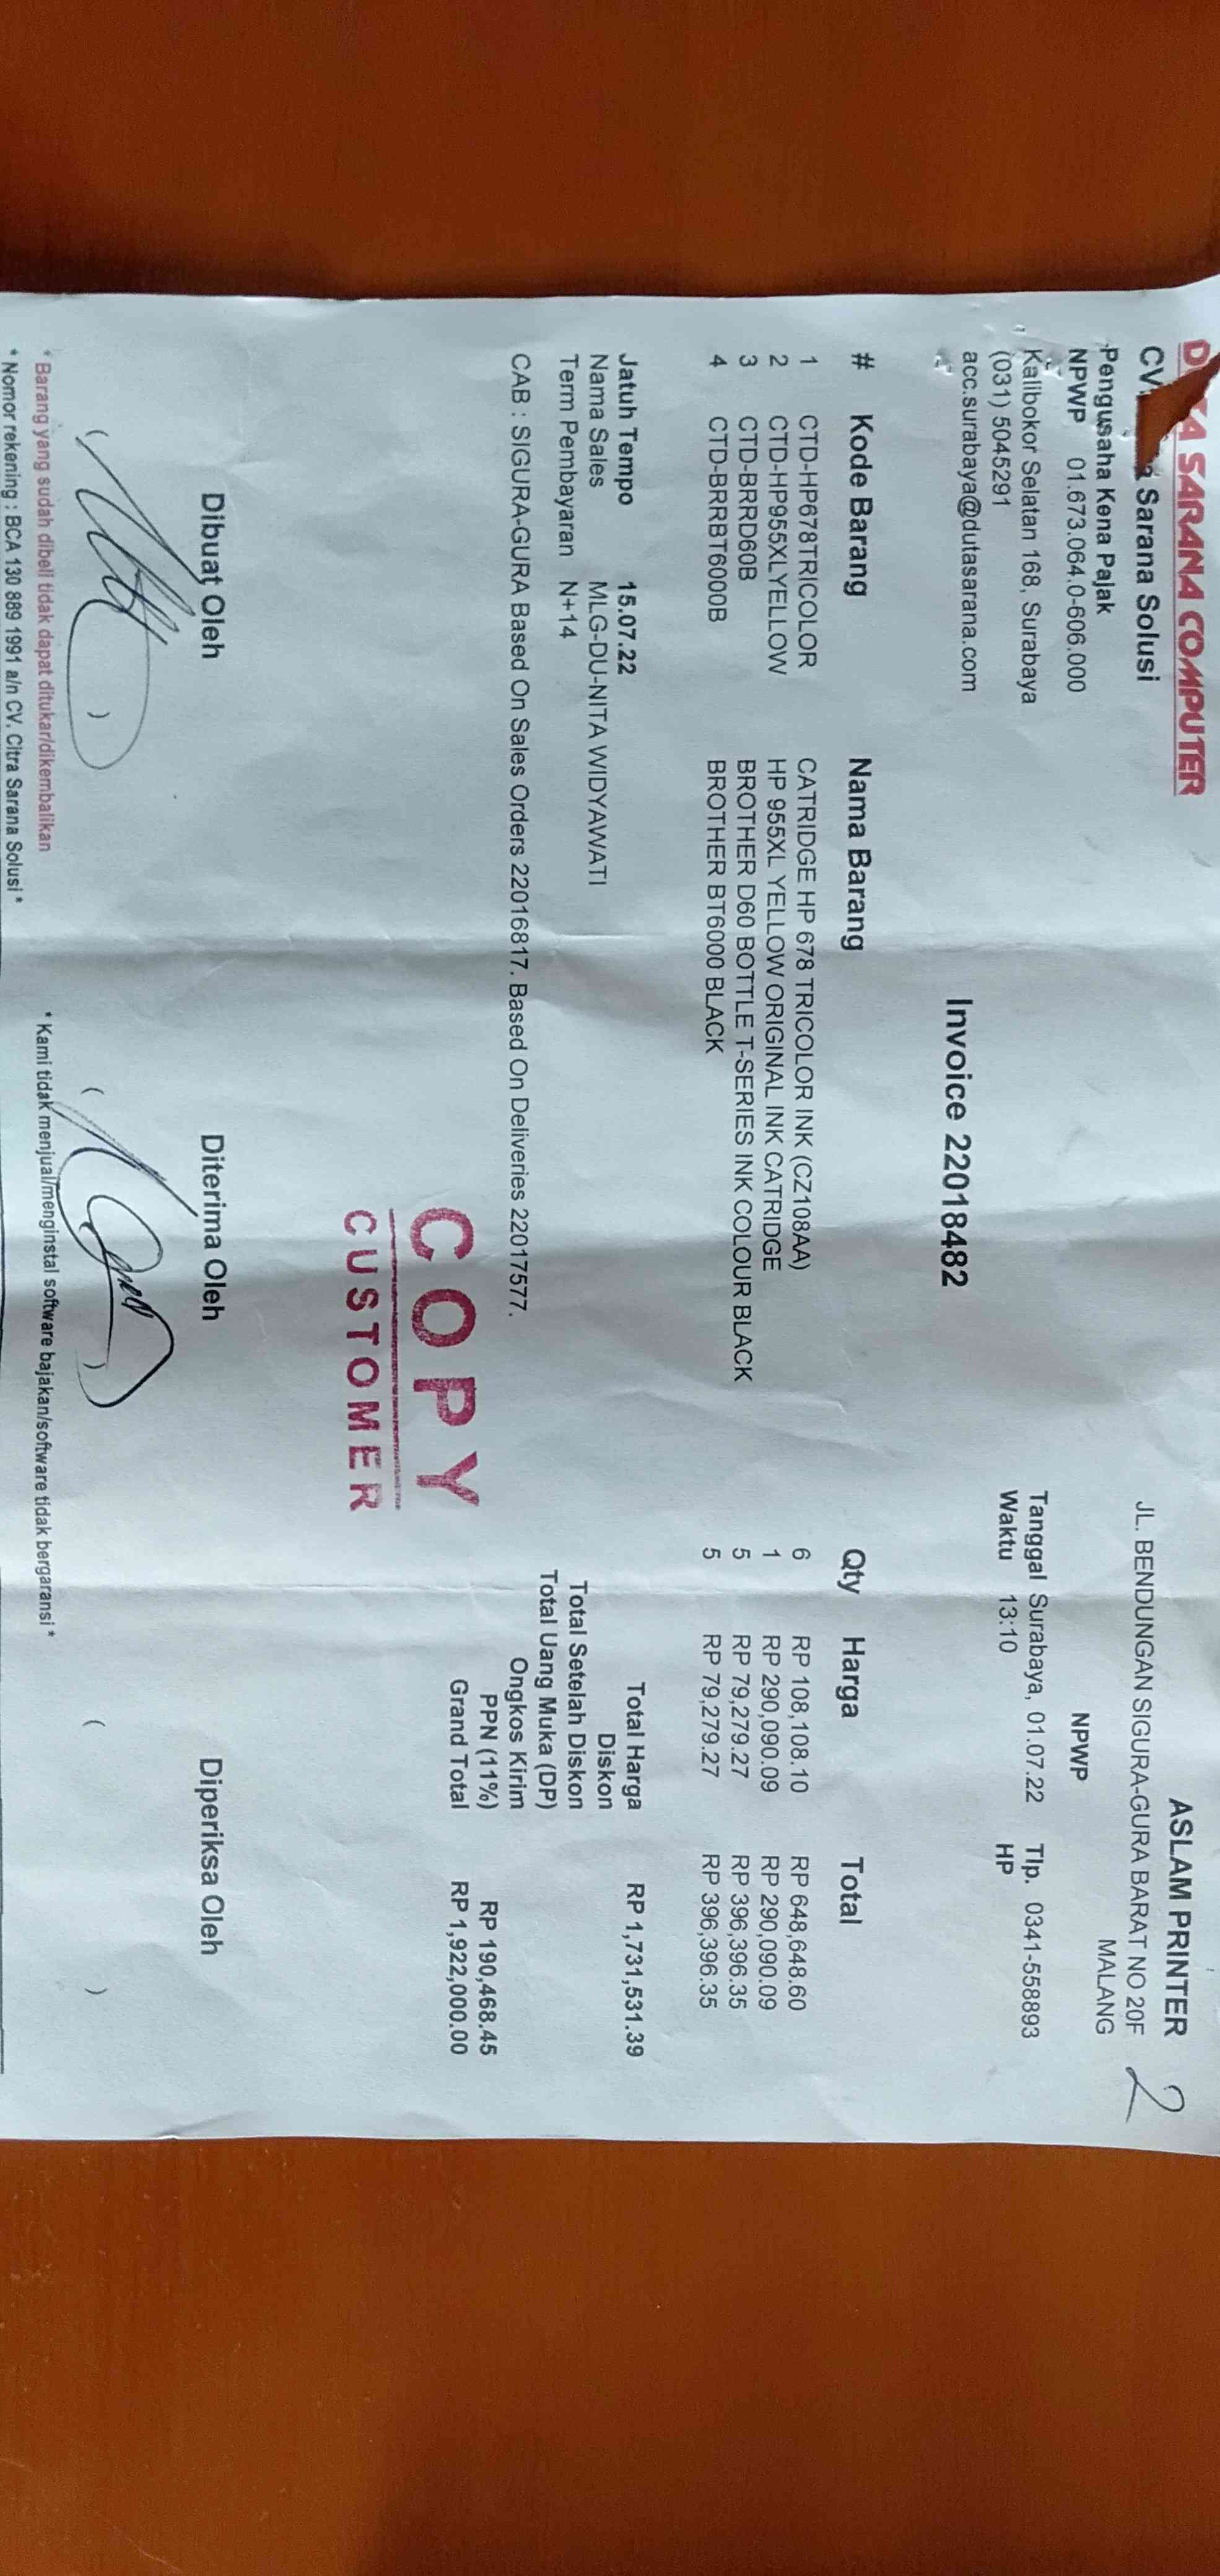 SARANA COMPUTER
CV. Sarana Solusi
Pengusaha Kena Pajak
NPWP 01.673.064.0-606.000
Kalibokor Selatan 168, Surabaya
(031) 5045291
acc.surabaya@dutasarana.com
ASLAM PRINTER
JL. BENDUNGAN SIGURA-GURA BARAT NO 20F
MALANG
2
NPWP
Tanggal Surabaya, 01.07.22 Tlp. 0341-558893
Waktu 13:10 HP
Invoice 22018482
# Kode Barang Nama Barang Qty Harga Total
1 CTD-HP678TRICOLOR CATRIDGE HP 678 TRICOLOR INK (CZ108AA) 6 RP 108,108.10 RP 648,648.60
2 CTD-HP955XLYELLOW HP 955XL YELLOW ORIGINAL INK CATRIDGE 1 RP 290,090.09 RP 290,090.09
3 CTD-BRRD60B BROTHER D60 BOTTLE T-SERIES INK COLOUR BLACK 5 RP 79,279.27 RP 396,396.35
4 CTD-BRRBT6000B BROTHER BT6000 BLACK 5 RP 79,279.27 RP 396,396.35
Jatuh Tempo 15.07.22
Nama Sales MLG-DU-NITA WIDYAWATI
Term Pembayaran N+14
CAB : SIGURA-GURA Based On Sales Orders 22016817. Based On Deliveries 22017577.
Total Harga RP 1,731,531.39
Diskon
Total Setelah Diskon
Total Uang Muka (DP)
Ongkos Kirim
PPN (11%) RP 190,468.45
Grand Total RP 1,922,000.00
COPY
CUSTOMER
Dibuat Oleh Diterima Oleh Diperiksa Oleh
( ) ( ) ( )
* Barang yang sudah dibeli tidak dapat ditukar/dikembalikan
* Kami tidak menjual/menginstal software bajakan/software tidak bergaransi *
* Nomor rekening : BCA 130 889 1991 a/n CV. Citra Sarana Solusi *